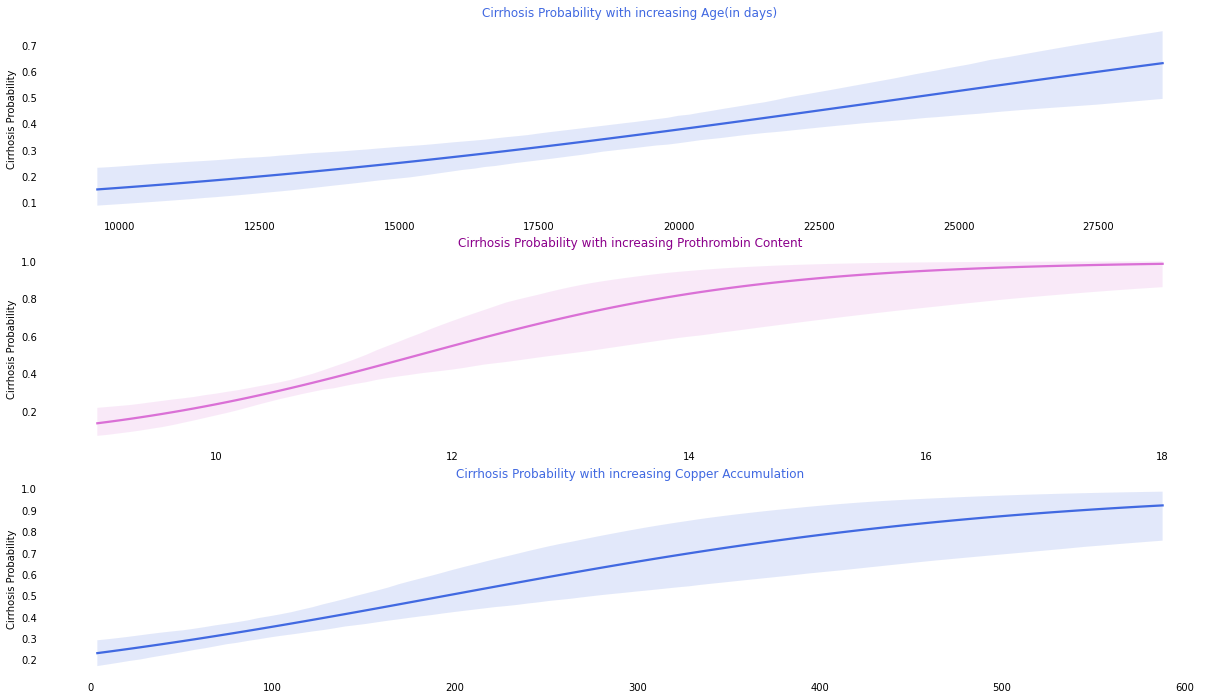 Cirrhosis Probability with increasing Age(in days)
Cirrhosis Probability
0.7
0.6
0.5
0.4
0.3
0.2
0.1
10000 12500 15000 17500 20000 22500 25000 27500
Cirrhosis Probability with increasing Prothrombin Content
Cirrhosis Probability
1.0
0.8
0.6
0.4
0.2
10 12 14 16 18
Cirrhosis Probability with increasing Copper Accumulation
Cirrhosis Probability
1.0
0.9
0.8
0.7
0.6
0.5
0.4
0.3
0.2
0 100 200 300 400 500 600